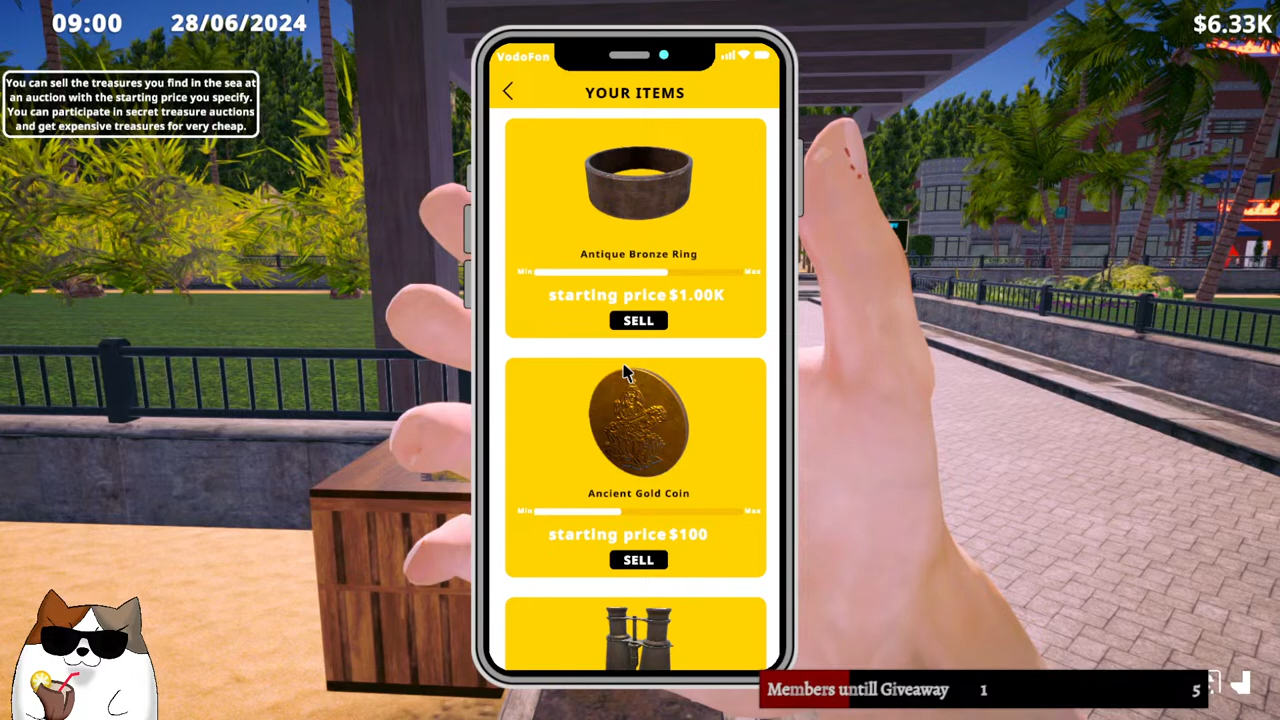 09:00 28/06/2024
$6.33K
You can sell the treasures you find in the sea at
an auction with the starting price you specify.
You can participate in secret treasure auctions
and get expensive treasures for very cheap.
VodoFon
YOUR ITEMS
Antique Bronze Ring
Min Max
starting price $1.00K
SELL
Ancient Gold Coin
Min Max
starting price $100
SELL
Members untill Giveaway 1 5